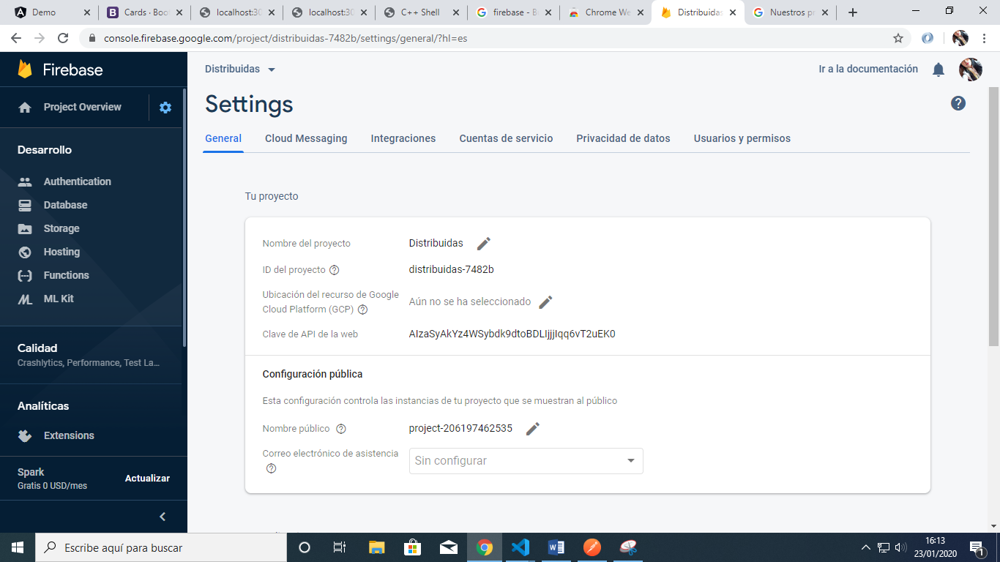 Demo
Cards · Boo
localhost:30
localhost:30
C++ Shell
firebase - B
Chrome We
Distribuidas
Nuestros pr
console.firebase.google.com/project/distribuidas-7482b/settings/general/?hl=es
Firebase
Distribuidas
Ir a la documentación
Project Overview
Settings
General
Cloud Messaging
Integraciones
Cuentas de servicio
Privacidad de datos
Usuarios y permisos
Desarrollo
Authentication
Database
Storage
Hosting
Functions
ML Kit
Calidad
Crashlytics, Performance, Test La...
Analíticas
Extensions
Spark
Gratis 0 USD/mes
Actualizar
Tu proyecto
Nombre del proyecto
Distribuidas
ID del proyecto
distribuidas-7482b
Ubicación del recurso de Google
Cloud Platform (GCP)
Aún no se ha seleccionado
Clave de API de la web
AIzaSyAkYz4WSybdk9dtoBDLIjjjIqq6vT2uEK0
Configuración pública
Esta configuración controla las instancias de tu proyecto que se muestran al público
Nombre público
project-206197462535
Correo electrónico de asistencia
Sin configurar
Escribe aquí para buscar
16:13
23/01/2020
1